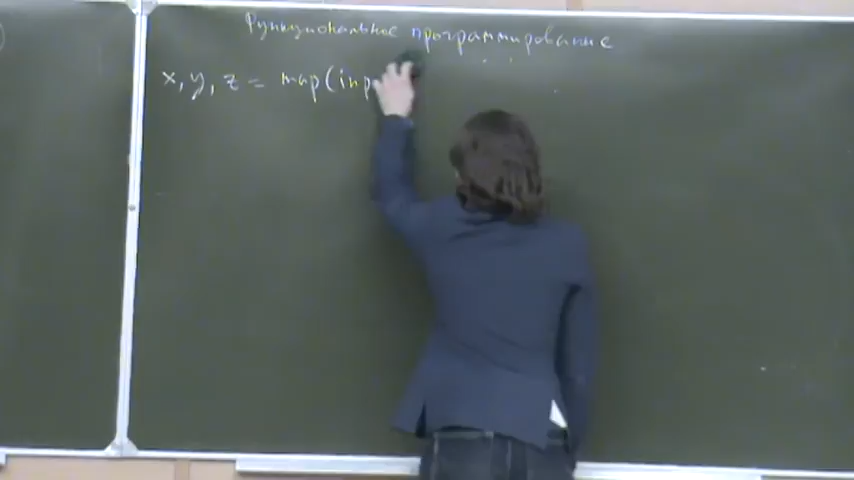 Функциональное программирование
x, y, z = map(inp